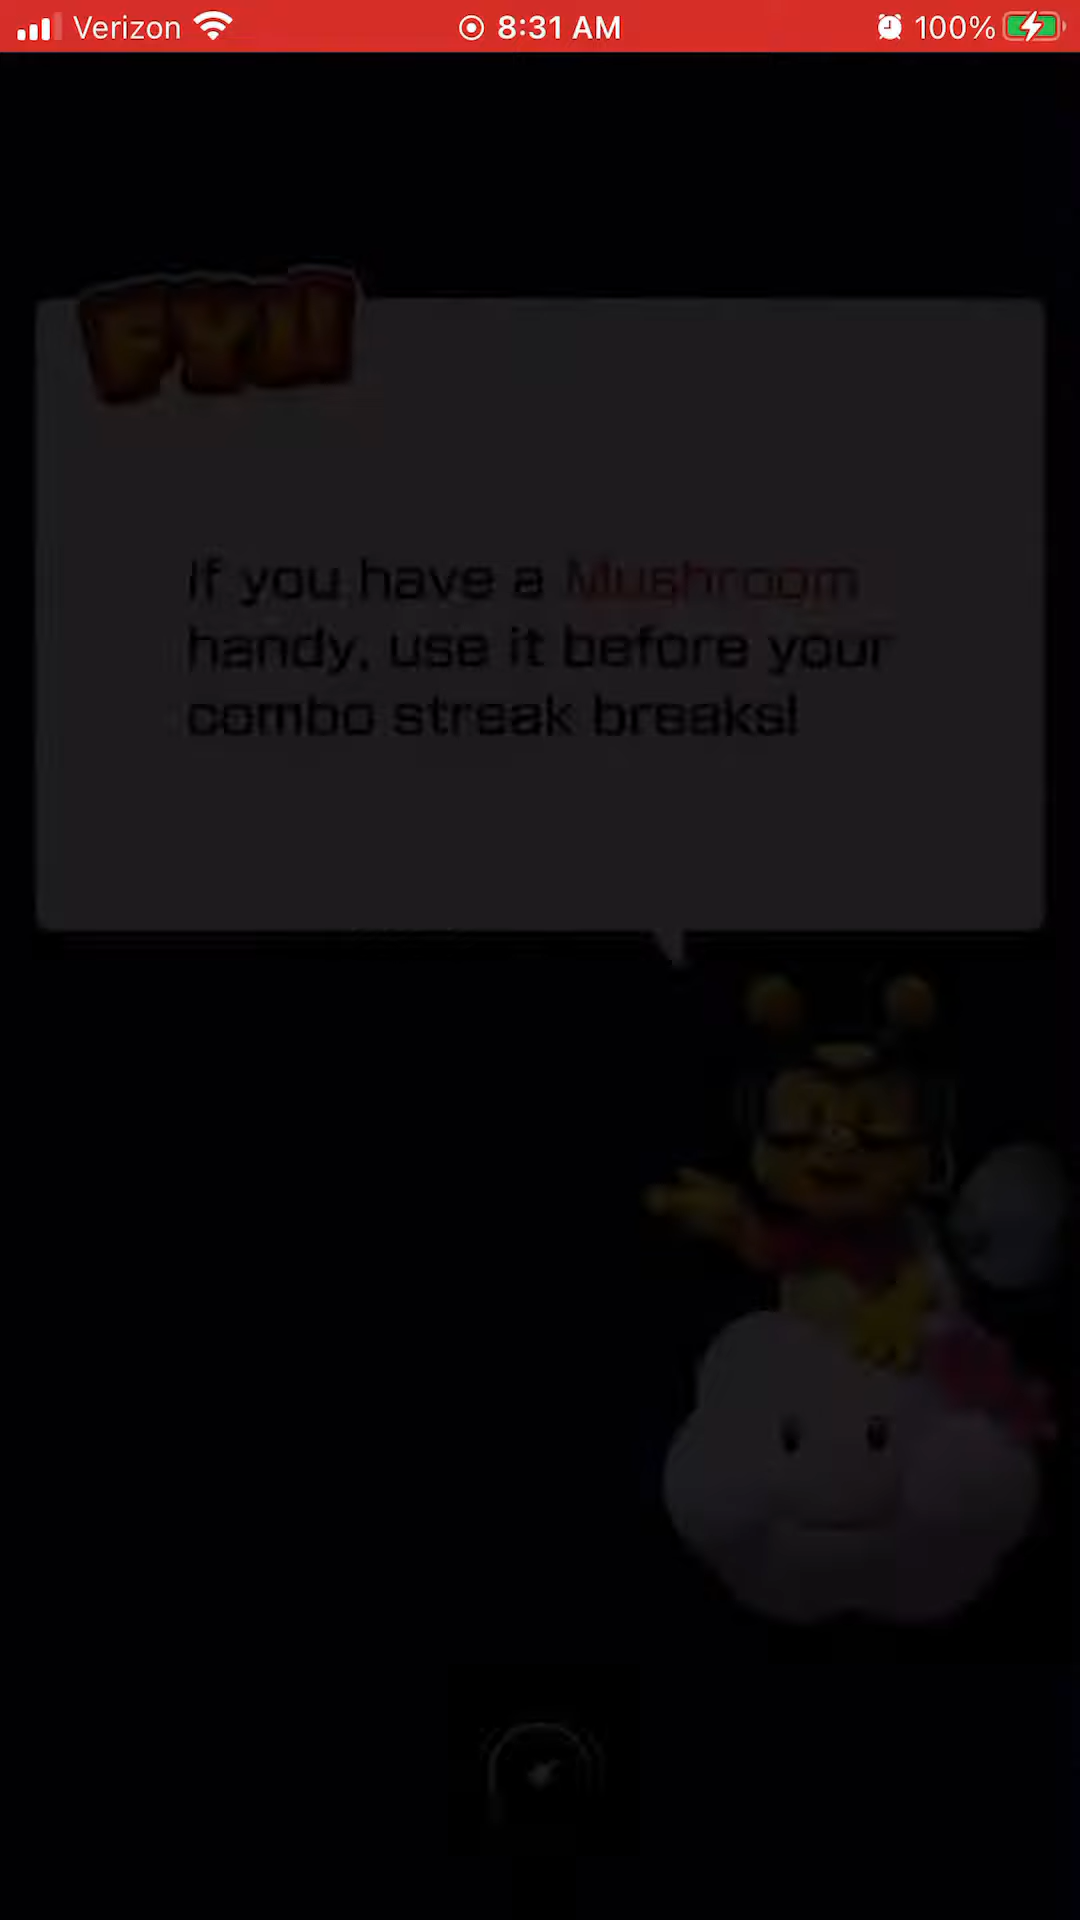 Verizon 8:31 AM 100%
FYI!
If you have a Mushroom
handy, use it before your
combo streak breaks!